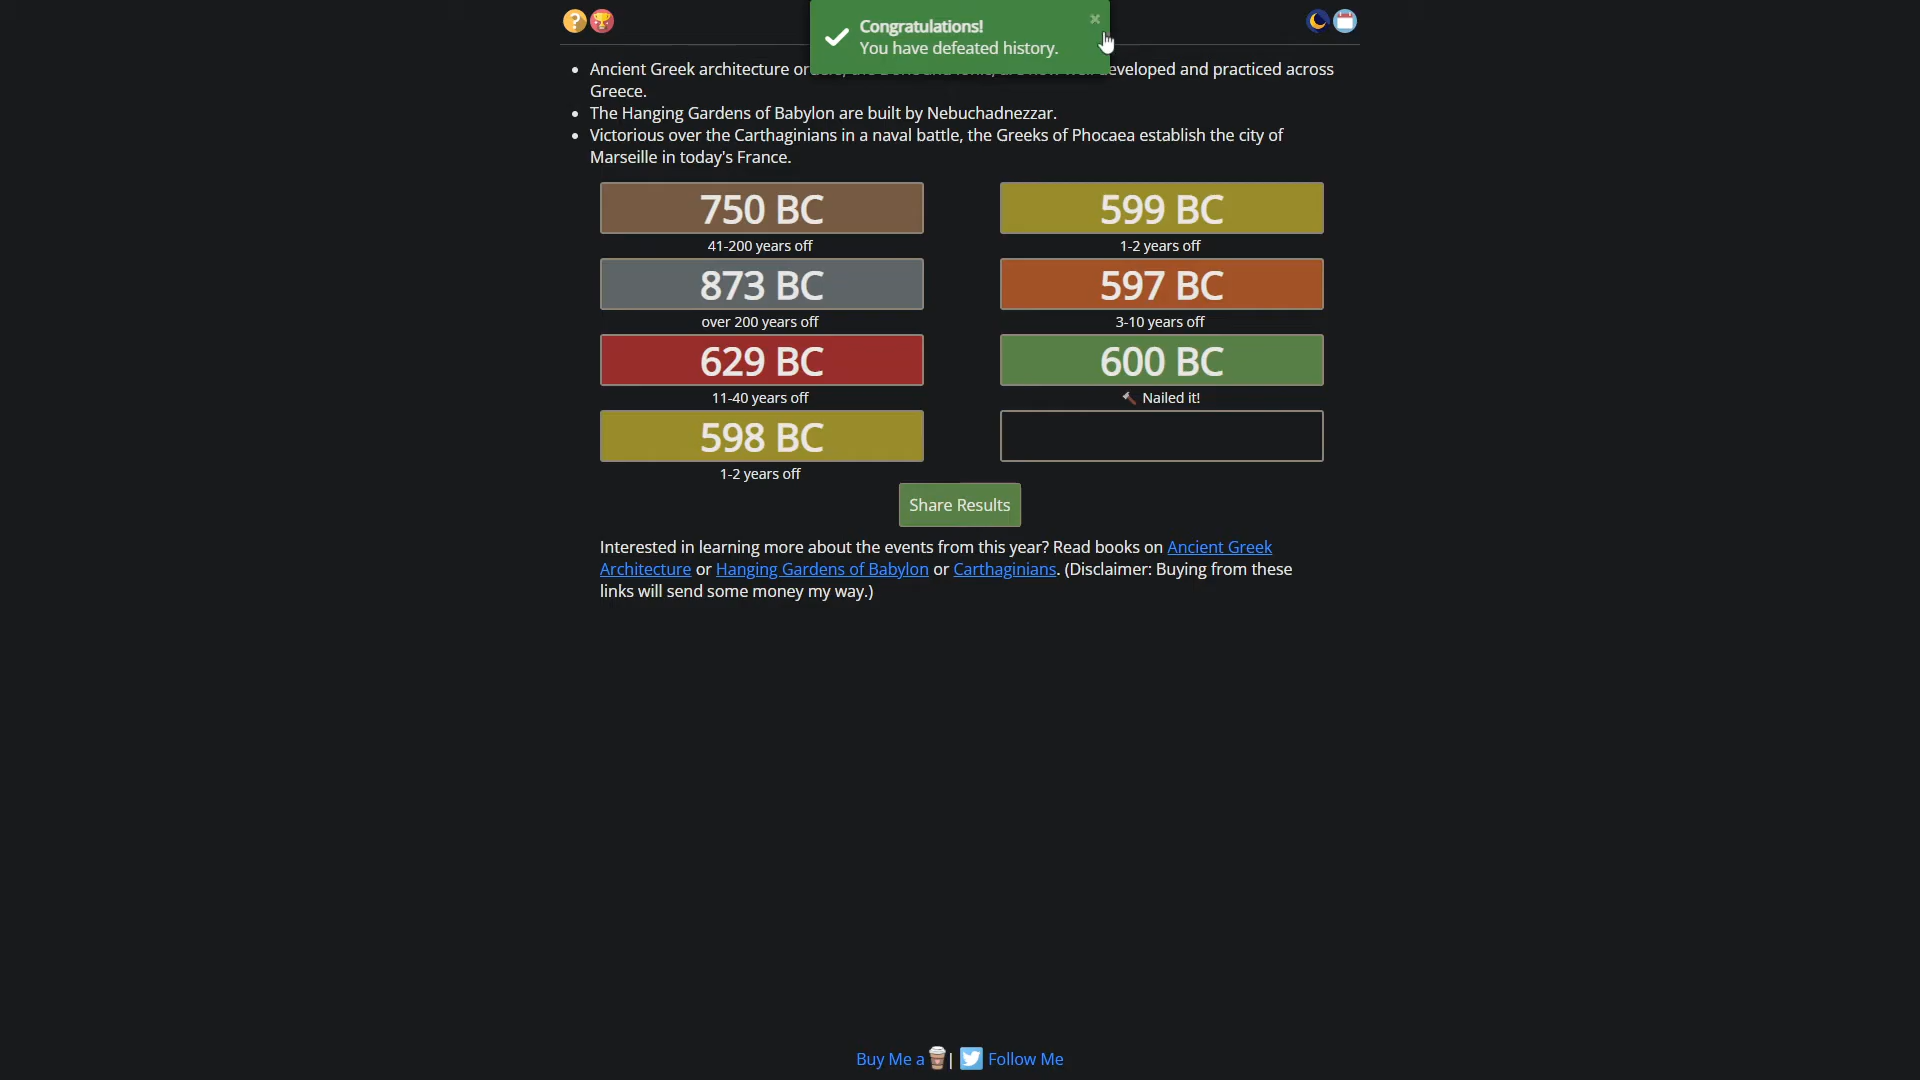 Congratulations!
You have defeated history.
Ancient Greek architecture or developed and practiced across
Greece.
The Hanging Gardens of Babylon are built by Nebuchadnezzar.
Victorious over the Carthaginians in a naval battle, the Greeks of Phocaea establish the city of
Marseille in today's France.
750 BC
41-200 years off
873 BC
over 200 years off
629 BC
11-40 years off
598 BC
1-2 years off
599 BC
1-2 years off
597 BC
3-10 years off
600 BC
Nailed it!
Share Results
Interested in learning more about the events from this year? Read books on Ancient Greek
Architecture or Hanging Gardens of Babylon or Carthaginians. (Disclaimer: Buying from these
links will send some money my way.)
Buy Me a | Follow Me